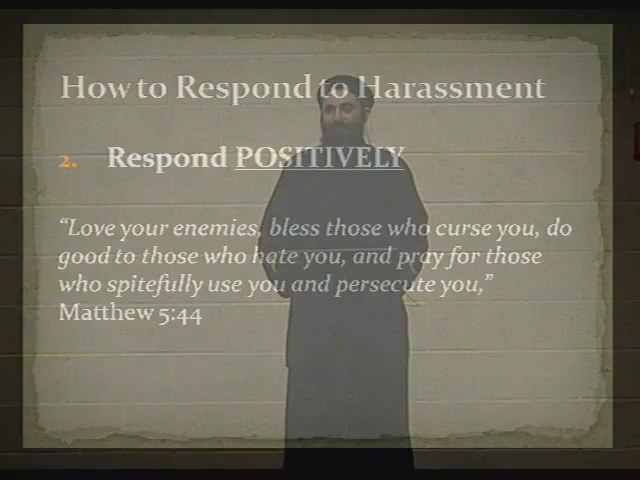 How to Respond to Harassment
2. Respond POSITIVELY
“Love your enemies, bless those who curse you, do
good to those who hate you, and pray for those
who spitefully use you and persecute you,”
Matthew 5:44